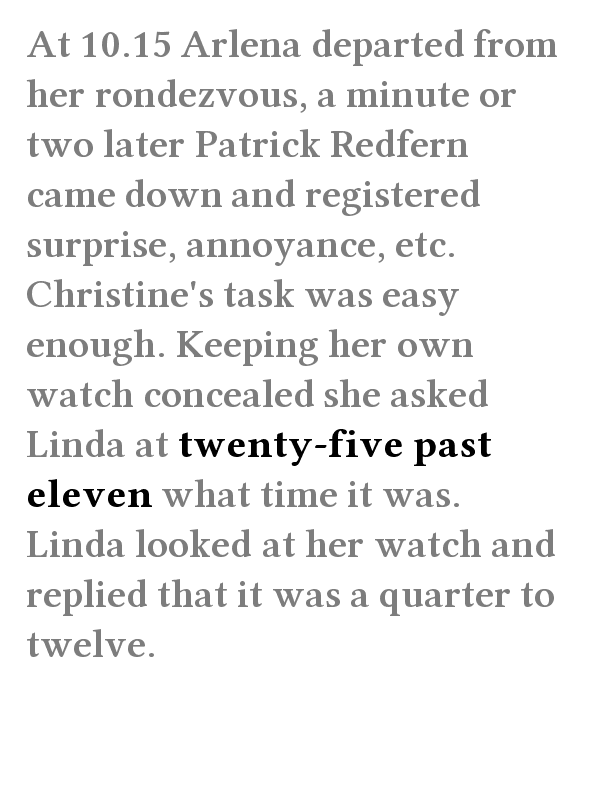 At 10.15 Arlena departed from
her rondezvous, a minute or
two later Patrick Redfern
came down and registered
surprise, annoyance, etc.
Christine's task was easy
enough. Keeping her own
watch concealed she asked
Linda at twenty-five past
eleven what time it was.
Linda looked at her watch and
replied that it was a quarter to
twelve.